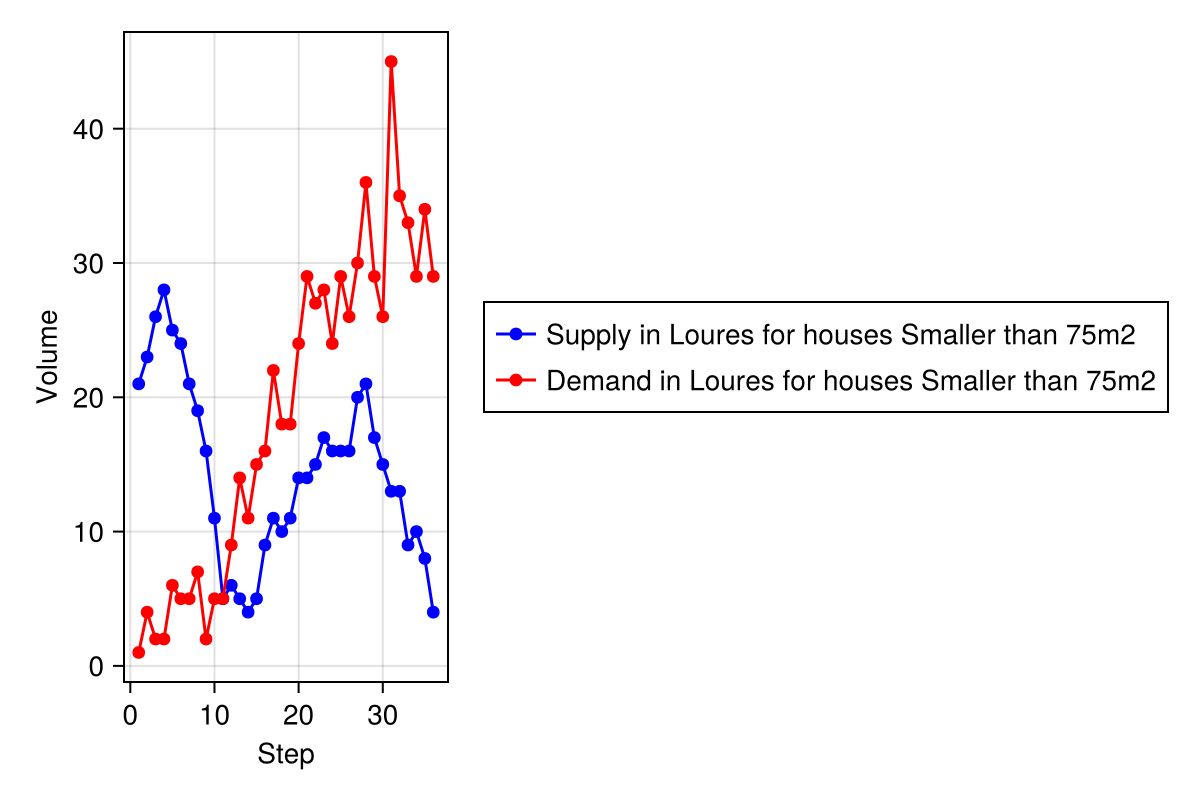 Volume
40
30
20
10
0
0 10 20 30
Step
Supply in Loures for houses Smaller than 75m2
Demand in Loures for houses Smaller than 75m2